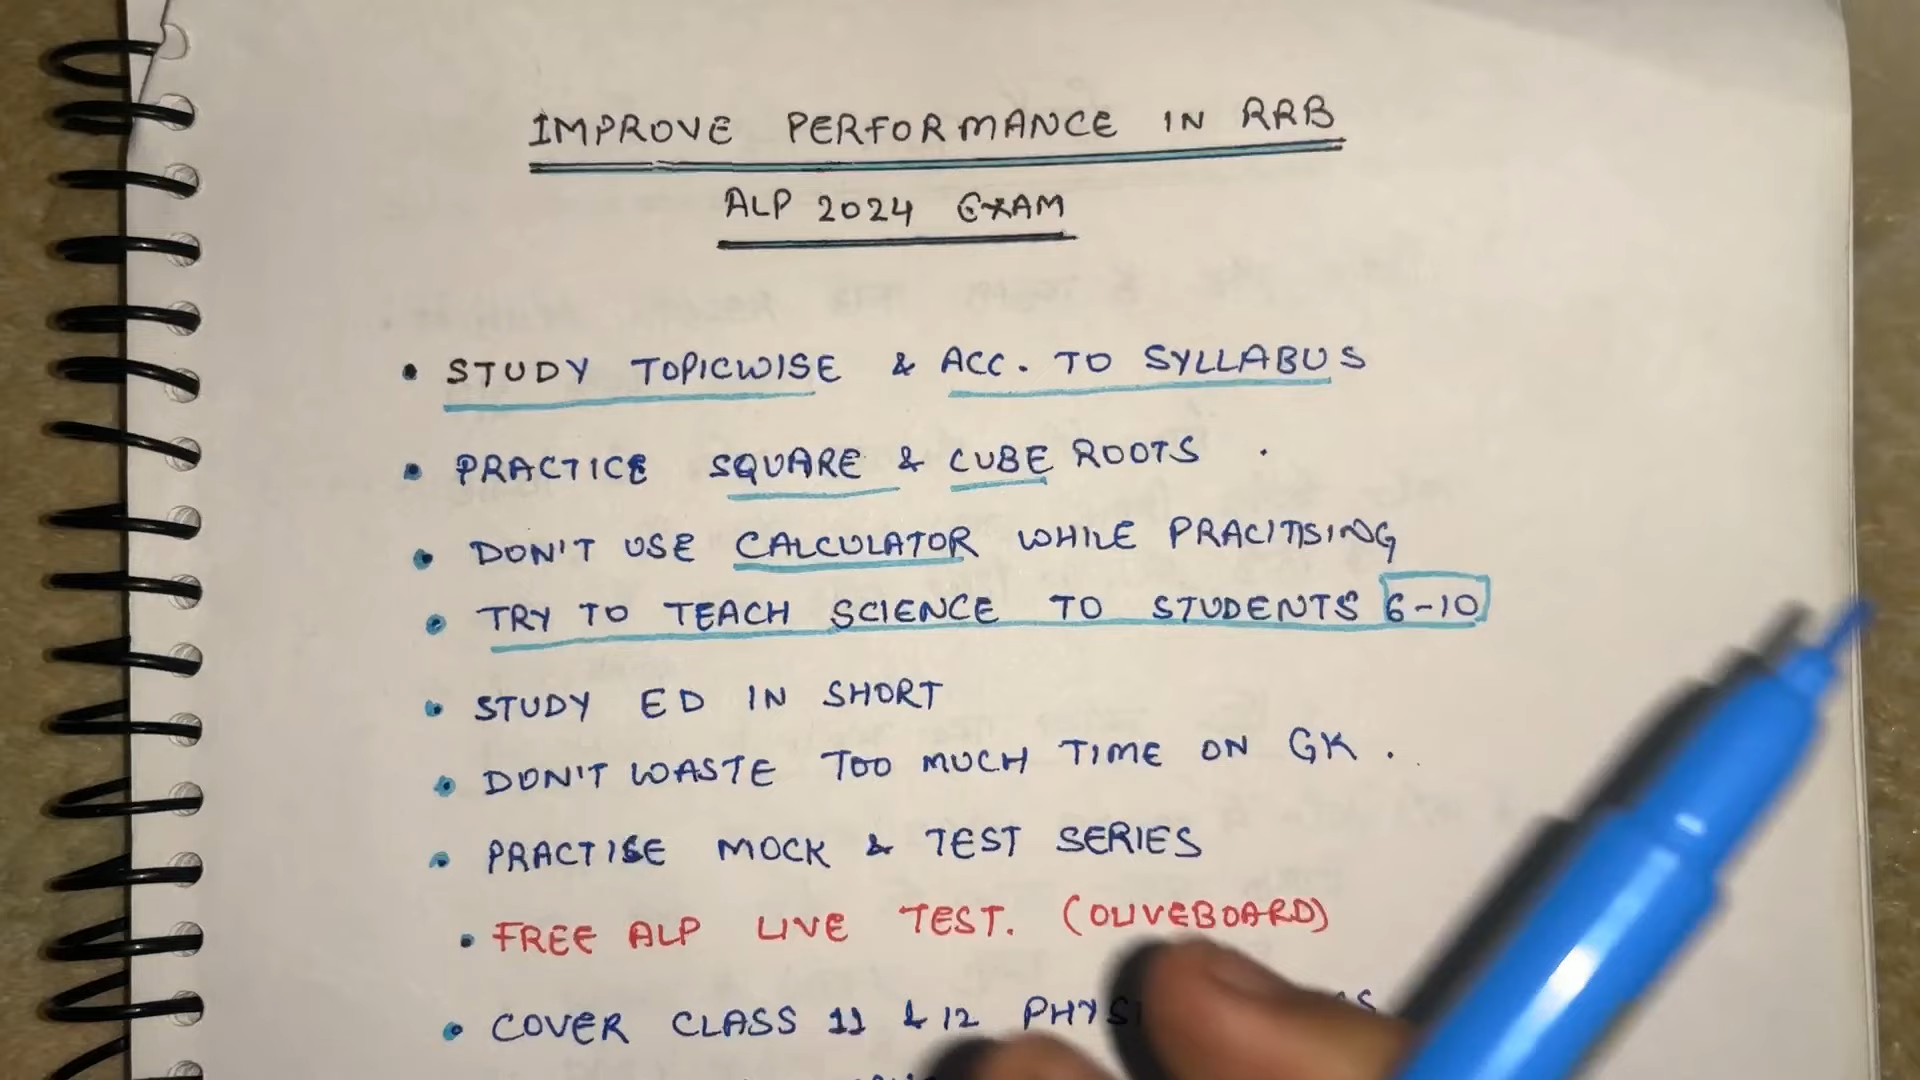 IMPROVE PERFORMANCE IN RRB
ALP 2024 EXAM
• STUDY TOPICWISE & ACC. TO SYLLABUS
• PRACTICE SQUARE & CUBE ROOTS .
• DON'T USE CALCULATOR WHILE PRACITISING
• TRY TO TEACH SCIENCE TO STUDENTS 6-10
• STUDY ED IN SHORT
• DON'T WASTE TOO MUCH TIME ON GK .
• PRACTISE MOCK & TEST SERIES
• FREE ALP LIVE TEST. (OLIVEBOARD)
• COVER CLASS 11 & 12